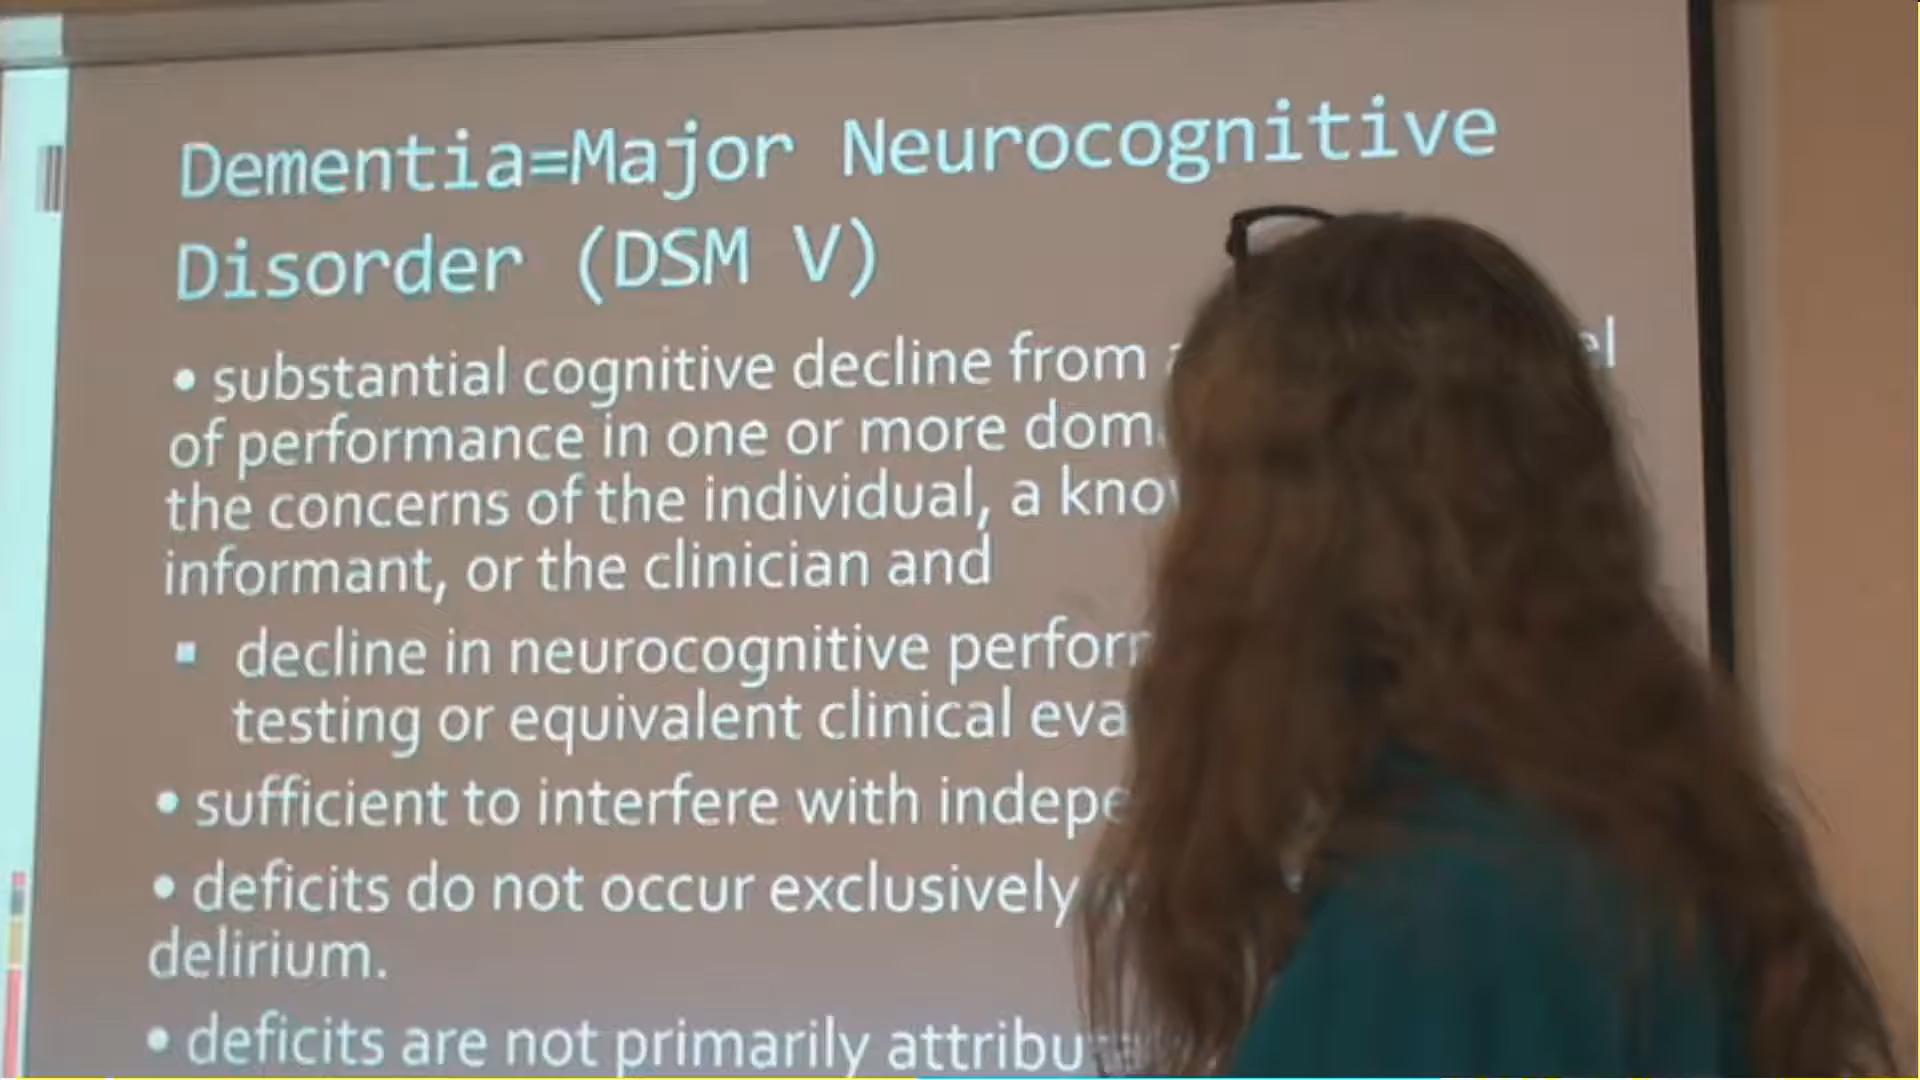 Dementia=Major Neurocognitive
Disorder (DSM V)
• substantial cognitive decline from
of performance in one or more
the concerns of the individual, a
informant, or the clinician and
▪ decline in neurocognitive
testing or equivalent clinical
• sufficient to interfere with
• deficits do not occur exclusively
delirium.
• deficits are not primarily